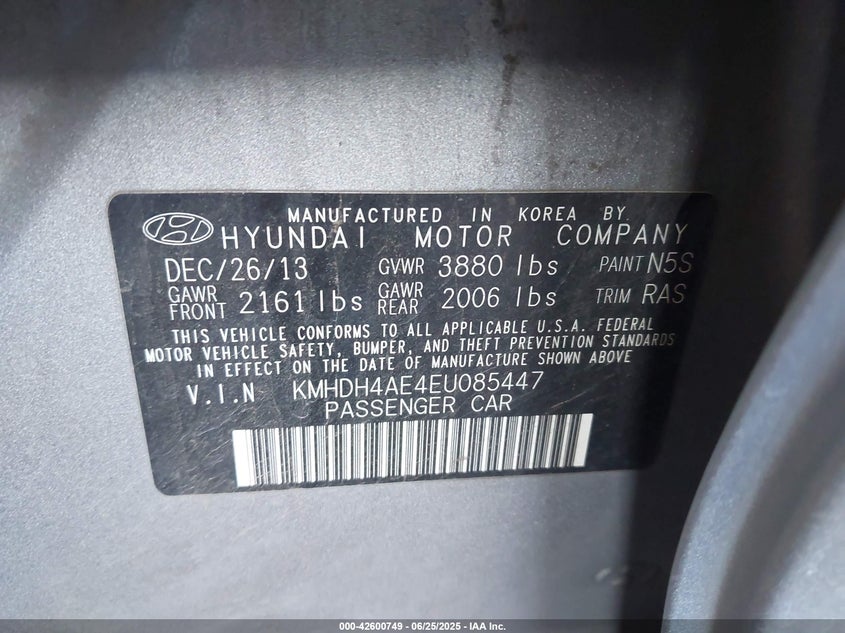 MANUFACTURED IN KOREA BY
HYUNDAI MOTOR COMPANY
DEC/26/13 GVWR 3880 lbs PAINT N5S
GAWR FRONT 2161 lbs GAWR REAR 2006 lbs TRIM RAS
THIS VEHICLE CONFORMS TO ALL APPLICABLE U.S.A. FEDERAL
MOTOR VEHICLE SAFETY, BUMPER, AND THEFT PREVENTION STANDARDS
IN EFFECT ON THE DATE OF MANUFACTURE SHOWN ABOVE
V.I.N KMHDH4AE4EU085447
PASSENGER CAR
000-42600749 - 06/25/2025 - IAA Inc.